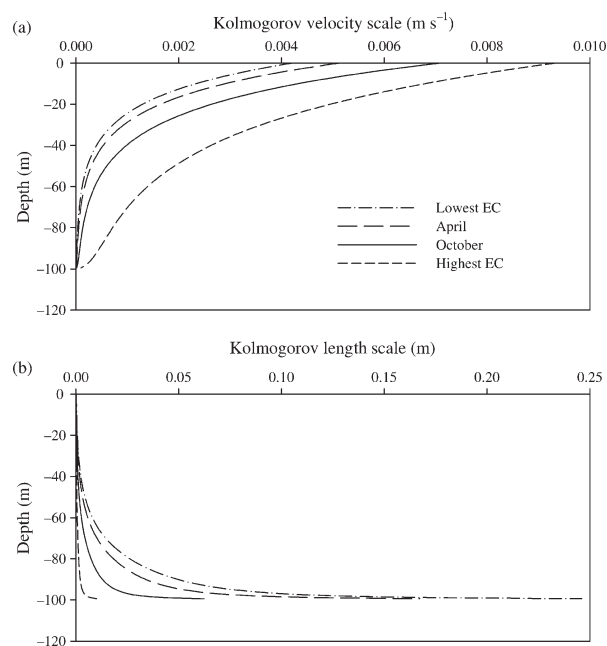 (a)
Kolmogorov velocity scale (m s⁻¹)
0.000 0.002 0.004 0.006 0.008 0.010
0
−20
−40
−60
−80
−100
−120
Depth (m)
Lowest EC
April
October
Highest EC
(b)
Kolmogorov length scale (m)
0.00 0.05 0.10 0.15 0.20 0.25
0
−20
−40
−60
−80
−100
−120
Depth (m)